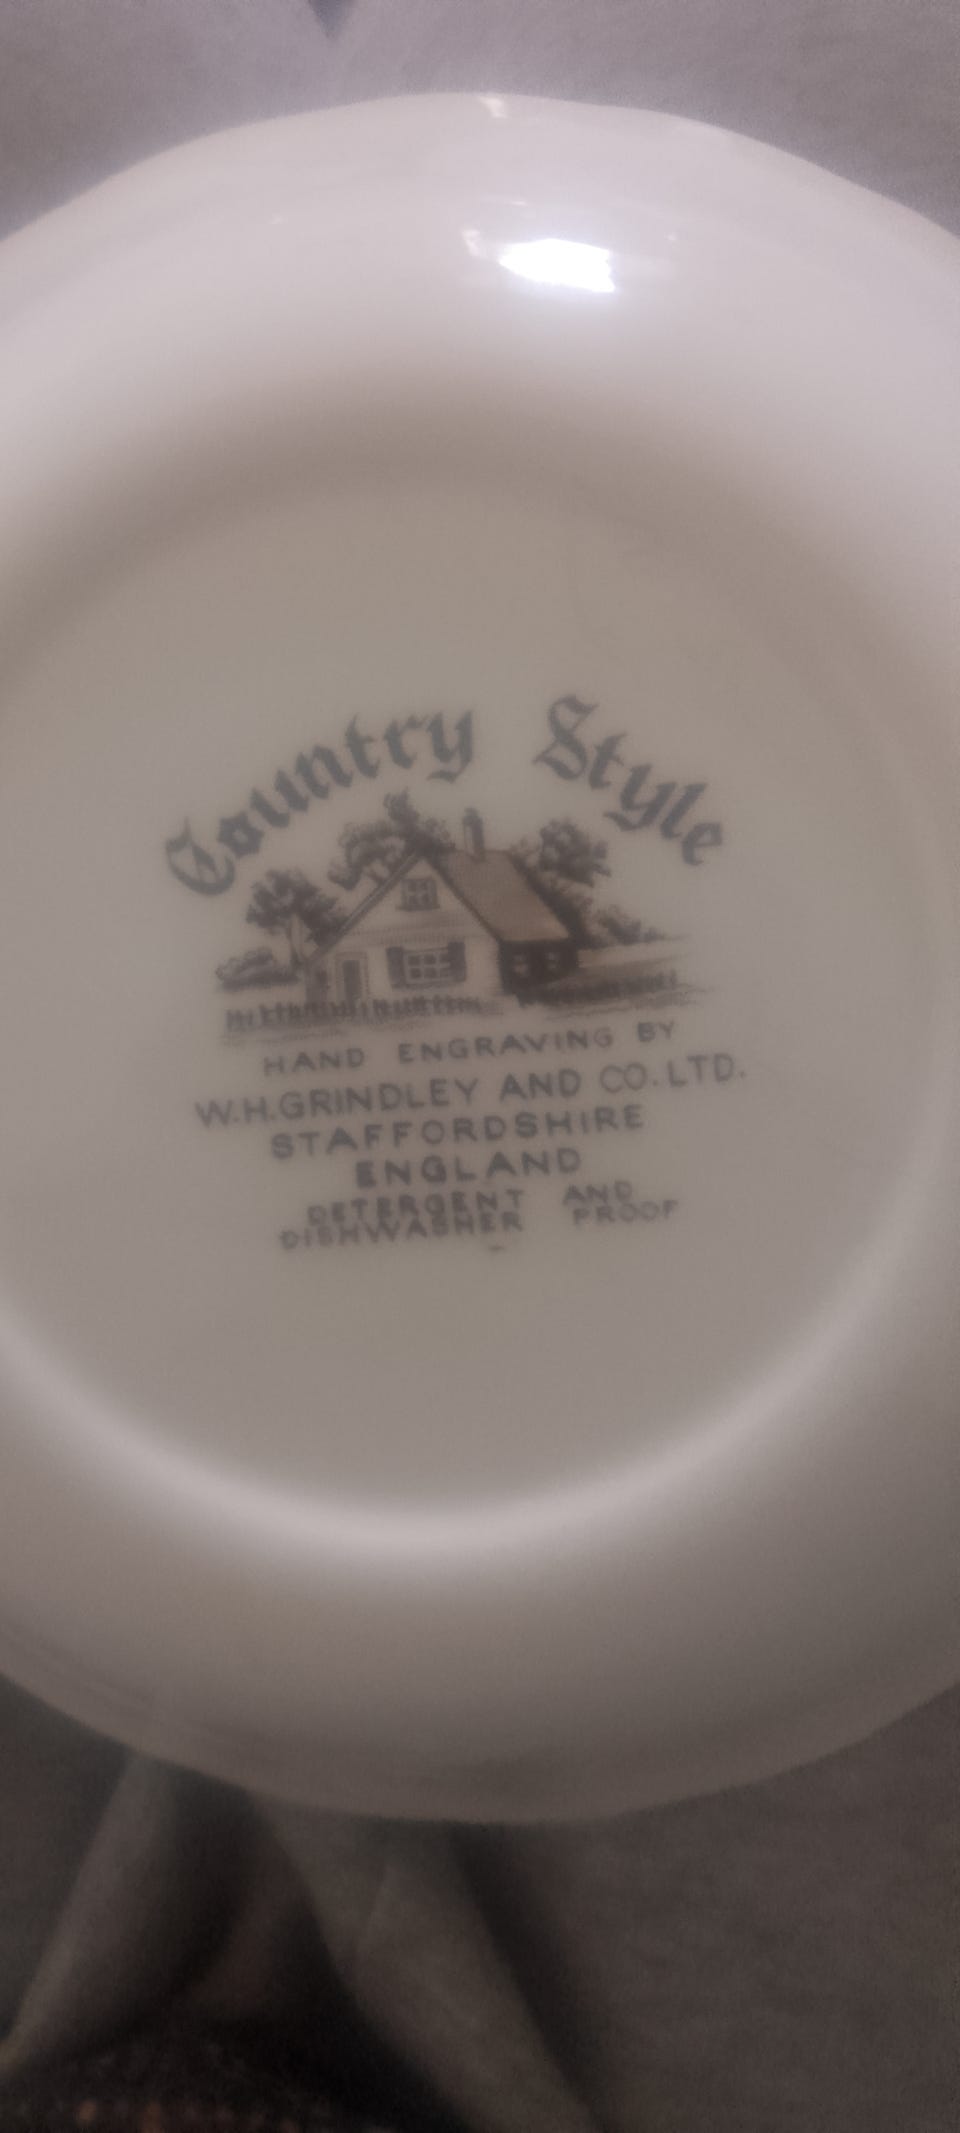 Country Style
HAND ENGRAVING BY
W.H.GRINDLEY AND CO.LTD.
STAFFORDSHIRE
ENGLAND
DETERGENT AND
DISHWASHER PROOF